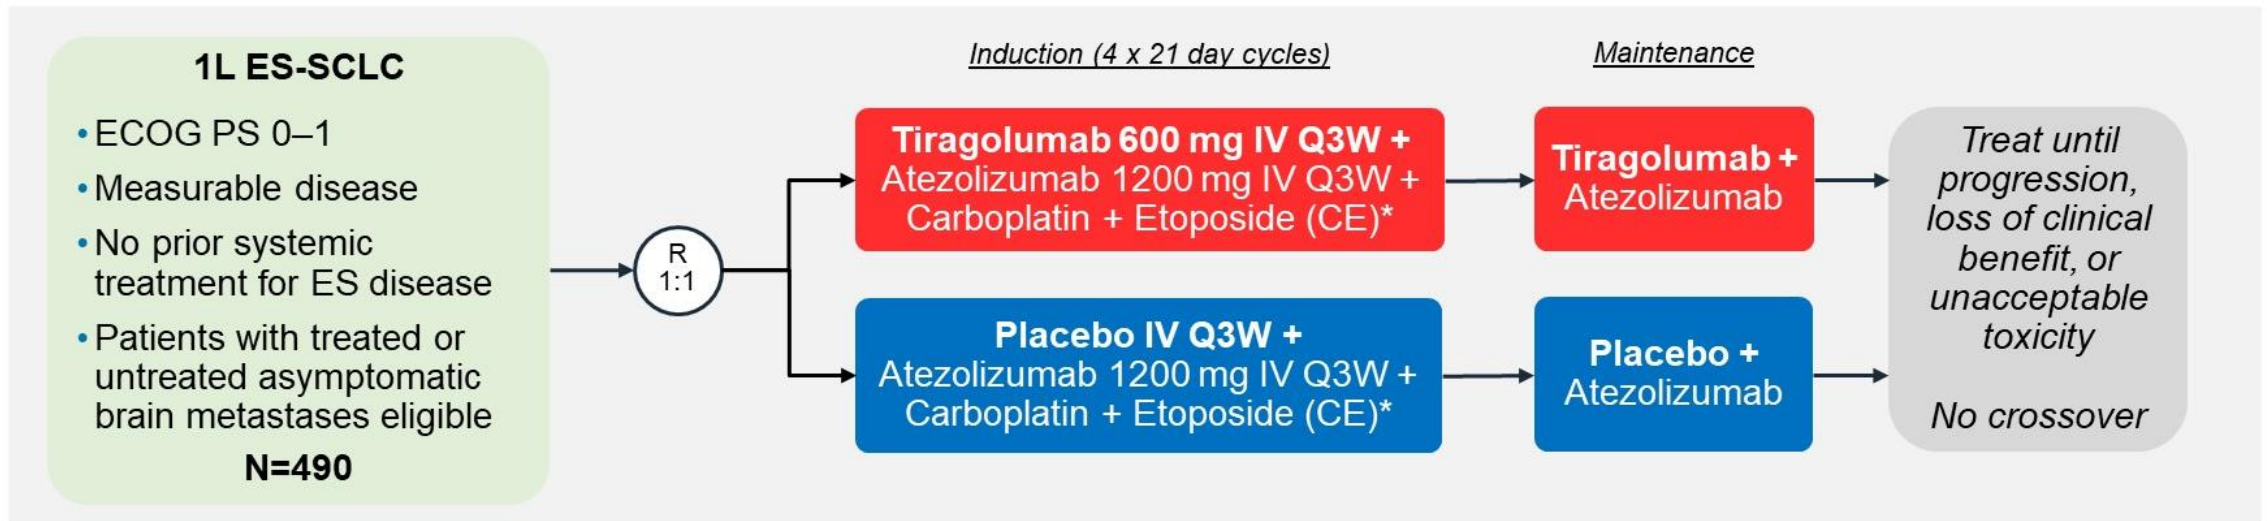 1L ES-SCLC
• ECOG PS 0–1
• Measurable disease
• No prior systemic
treatment for ES disease
• Patients with treated or
untreated asymptomatic
brain metastases eligible
N=490
R
1:1
Induction (4 x 21 day cycles)
Tiragolumab 600 mg IV Q3W +
Atezolizumab 1200 mg IV Q3W +
Carboplatin + Etoposide (CE)*
Placebo IV Q3W +
Atezolizumab 1200 mg IV Q3W +
Carboplatin + Etoposide (CE)*
Maintenance
Tiragolumab +
Atezolizumab
Placebo +
Atezolizumab
Treat until
progression,
loss of clinical
benefit, or
unacceptable
toxicity
No crossover